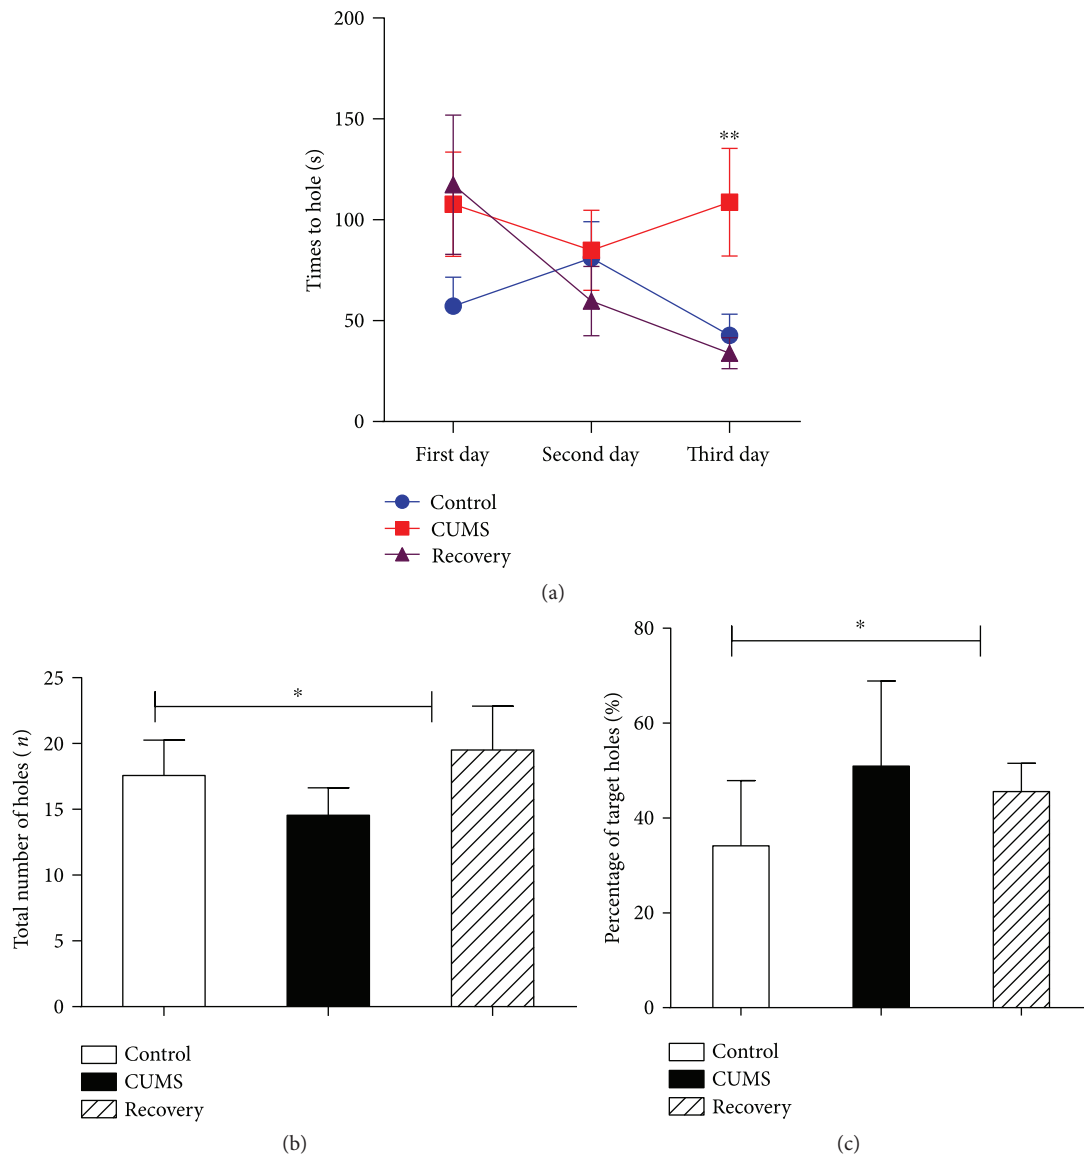 200
150
100
50
0
Times to hole (s)
**
First day
Second day
Third day
Control
CUMS
Recovery
(a)
25
20
15
10
5
0
Total number of holes (n)
*
Control
CUMS
Recovery
(b)
80
60
40
20
0
Percentage of target holes (%)
*
Control
CUMS
Recovery
(c)